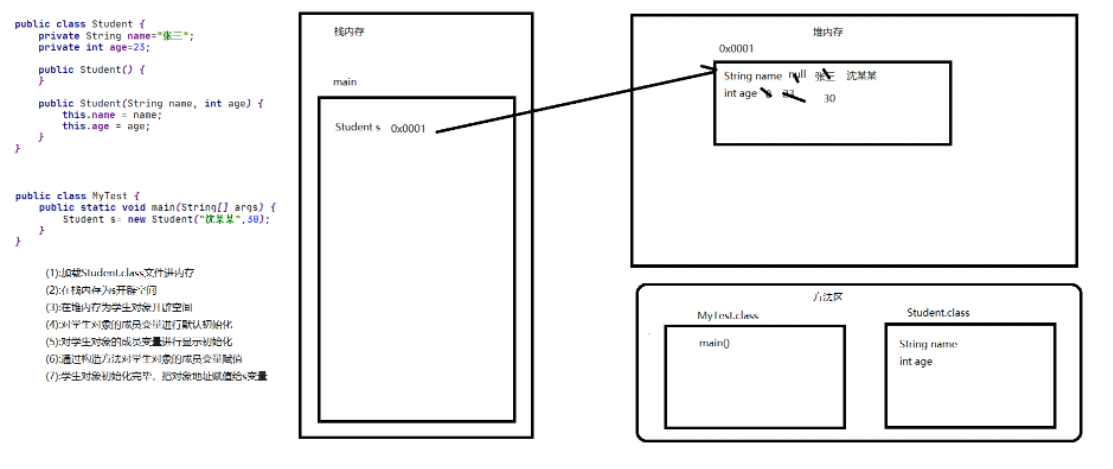 public class Student {
private String name="张三";
private int age=23;
public Student() {
}
public Student(String name, int age) {
this.name = name;
this.age = age;
}
}
public class MyTest {
public static void main(String[] args) {
Student s= new Student("沈某某",30);
}
}
(1):加载Student.class文件进内存
(2):在栈内存为s开辟空间
(3):在堆内存为学生对象开辟空间
(4):对学生对象的成员变量进行默认初始化
(5):对学生对象的成员变量进行显示初始化
(6):通过构造方法对学生对象的成员变量赋值
(7):学生对象初始化完毕，把对象地址赋值给s变量
栈内存
main
Student s 0x0001
堆内存
0x0001
String name null 张三 沈某某
int age 0 23 30
方法区
MyTest.class
main()
Student.class
String name
int age